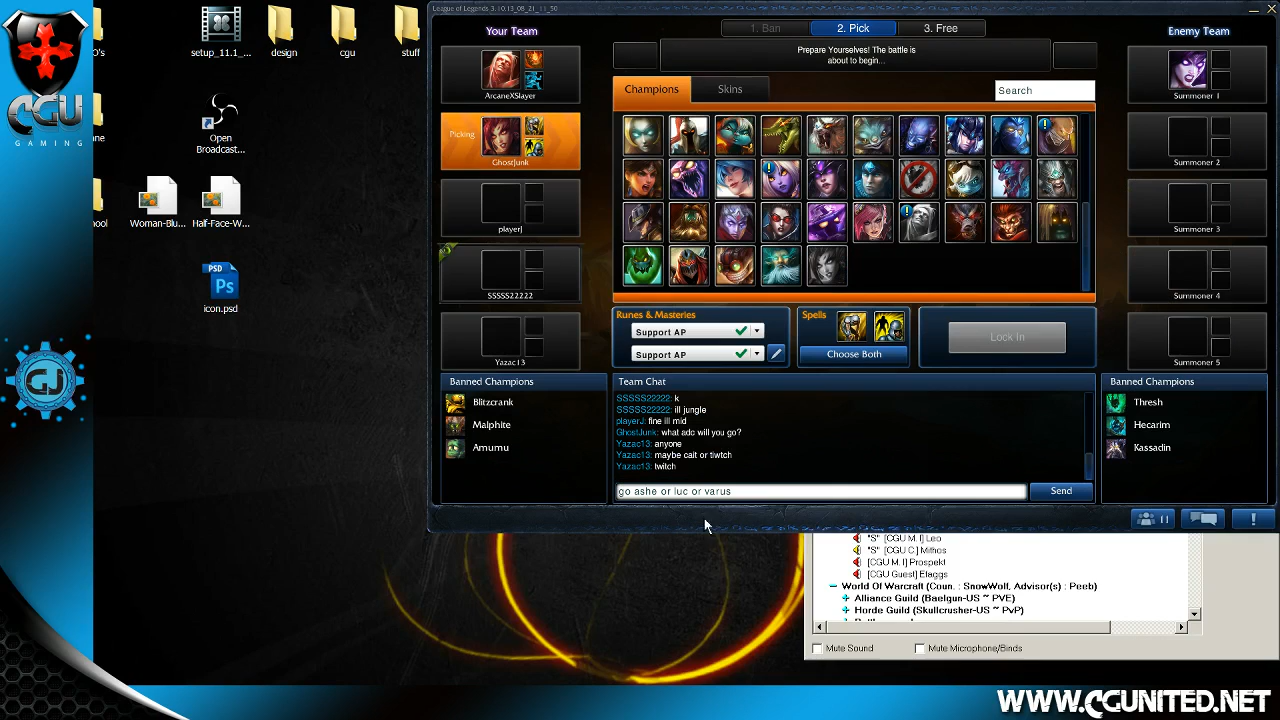 League of Legends 3.10.13_08_21_11_50
CGU
GAMING
setup_11.1_...
design
cgu
stuff
Open
Broadcast...
Woman-Blu...
Half-Face-W...
icon.psd
Your Team
1. Ban
2. Pick
3. Free
Enemy Team
Prepare Yourselves! The battle is
about to begin...
ArcaneXSlayer
Picking
GhostJunk
playerJ
SSSSS22222
Yazac13
Champions
Skins
Search
Summoner 1
Summoner 2
Summoner 3
Summoner 4
Summoner 5
Runes & Masteries
Support AP
Support AP
Spells
Choose Both
Lock In
Banned Champions
Blitzcrank
Malphite
Amumu
Team Chat
SSSSS22222: k
SSSSS22222: ill jungle
playerJ: fine ill mid
GhostJunk: what adc will you go?
Yazac13: anyone
Yazac13: maybe cait or tiwtch
Yazac13: twitch
go ashe or luc or varus
Send
Banned Champions
Thresh
Hecarim
Kassadin
"S" [CGU M. I] Leo
"S" [CGU C] Mithos
[CGU M. I] Prospekt
[CGU Guest] Elaggs
World Of Warcraft (Coun. : SnowWolf, Advisor(s) : Peeb)
Alliance Guild (Baelgun-US ~ PVE)
Horde Guild (Skullcrusher-US ~ PvP)
Mute Sound
Mute Microphone/Binds
WWW.CGUNITED.NET